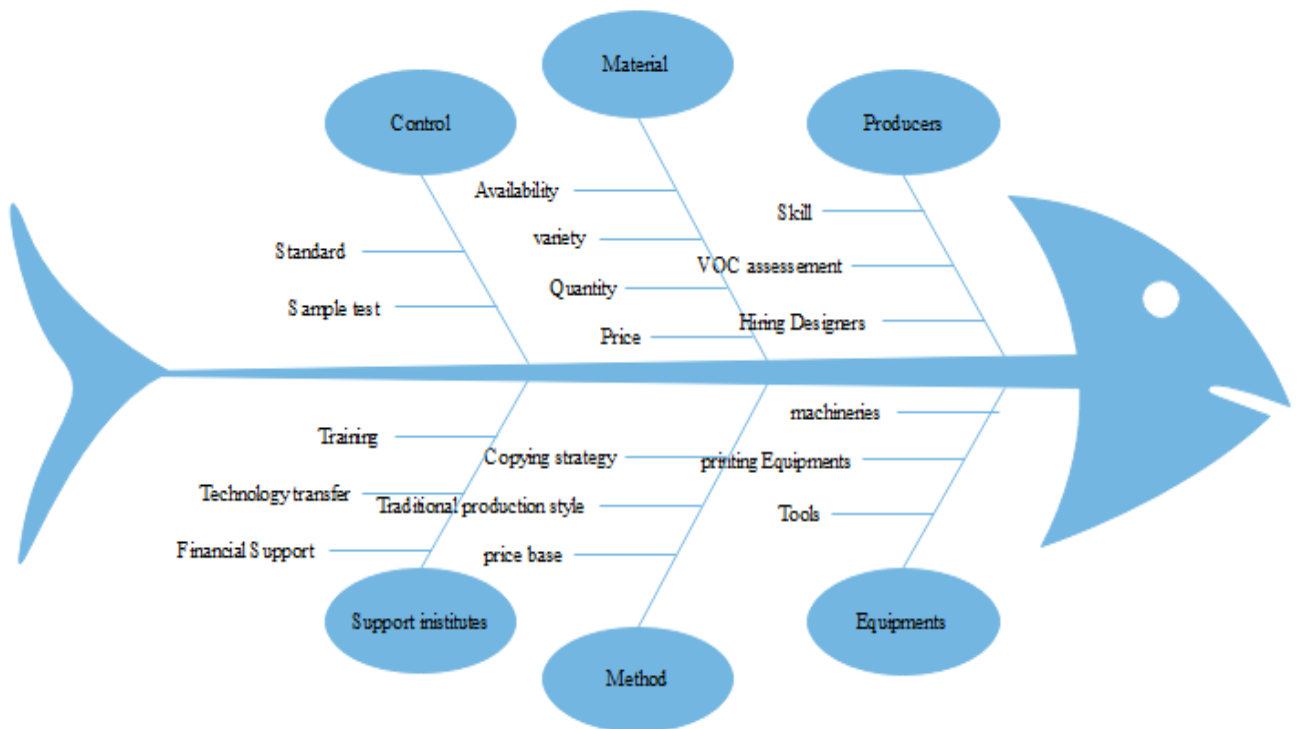 Material
Control
Producers
Availability
Skill
variety
Standard
VOC assessement
Quantity
Sample test
Hiring Designers
Price
machineries
Training
Copying strategy
printing Equipments
Technology transfer
Traditional production style
Tools
Financial Support
price base
Support inistitutes
Equipments
Method